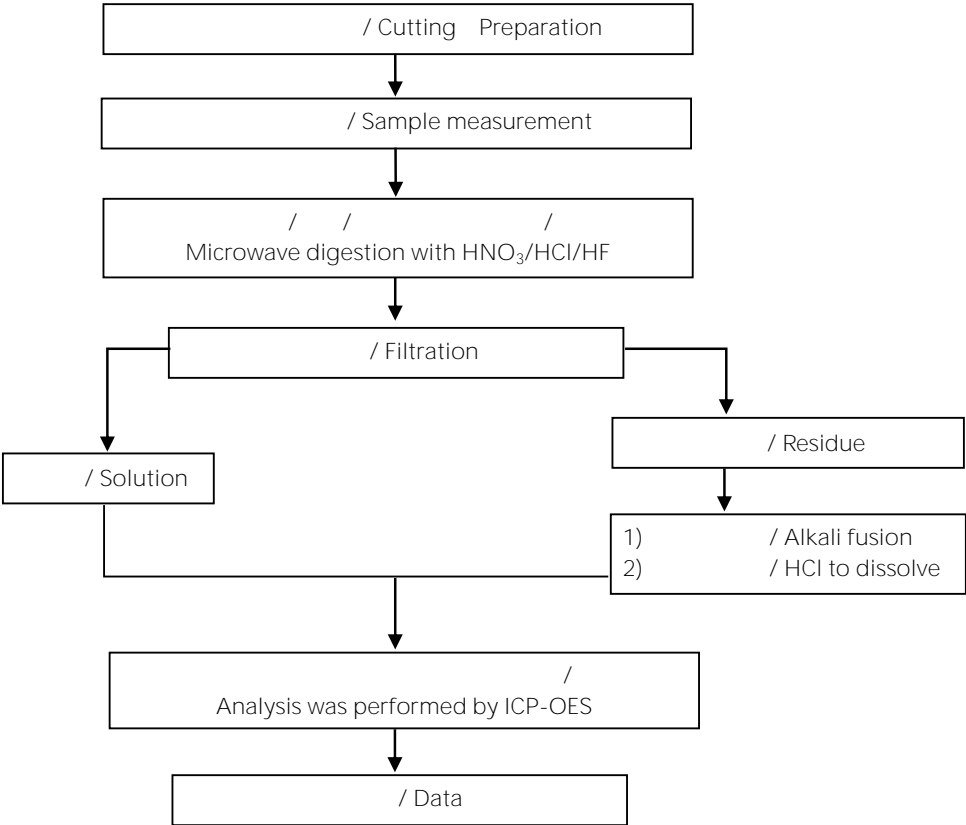 / Cutting Preparation
/ Sample measurement
/ / /
Microwave digestion with HNO₃/HCl/HF
/ Filtration
/ Residue
/ Solution
1) / Alkali fusion
2) / HCl to dissolve
/
Analysis was performed by ICP-OES
/ Data